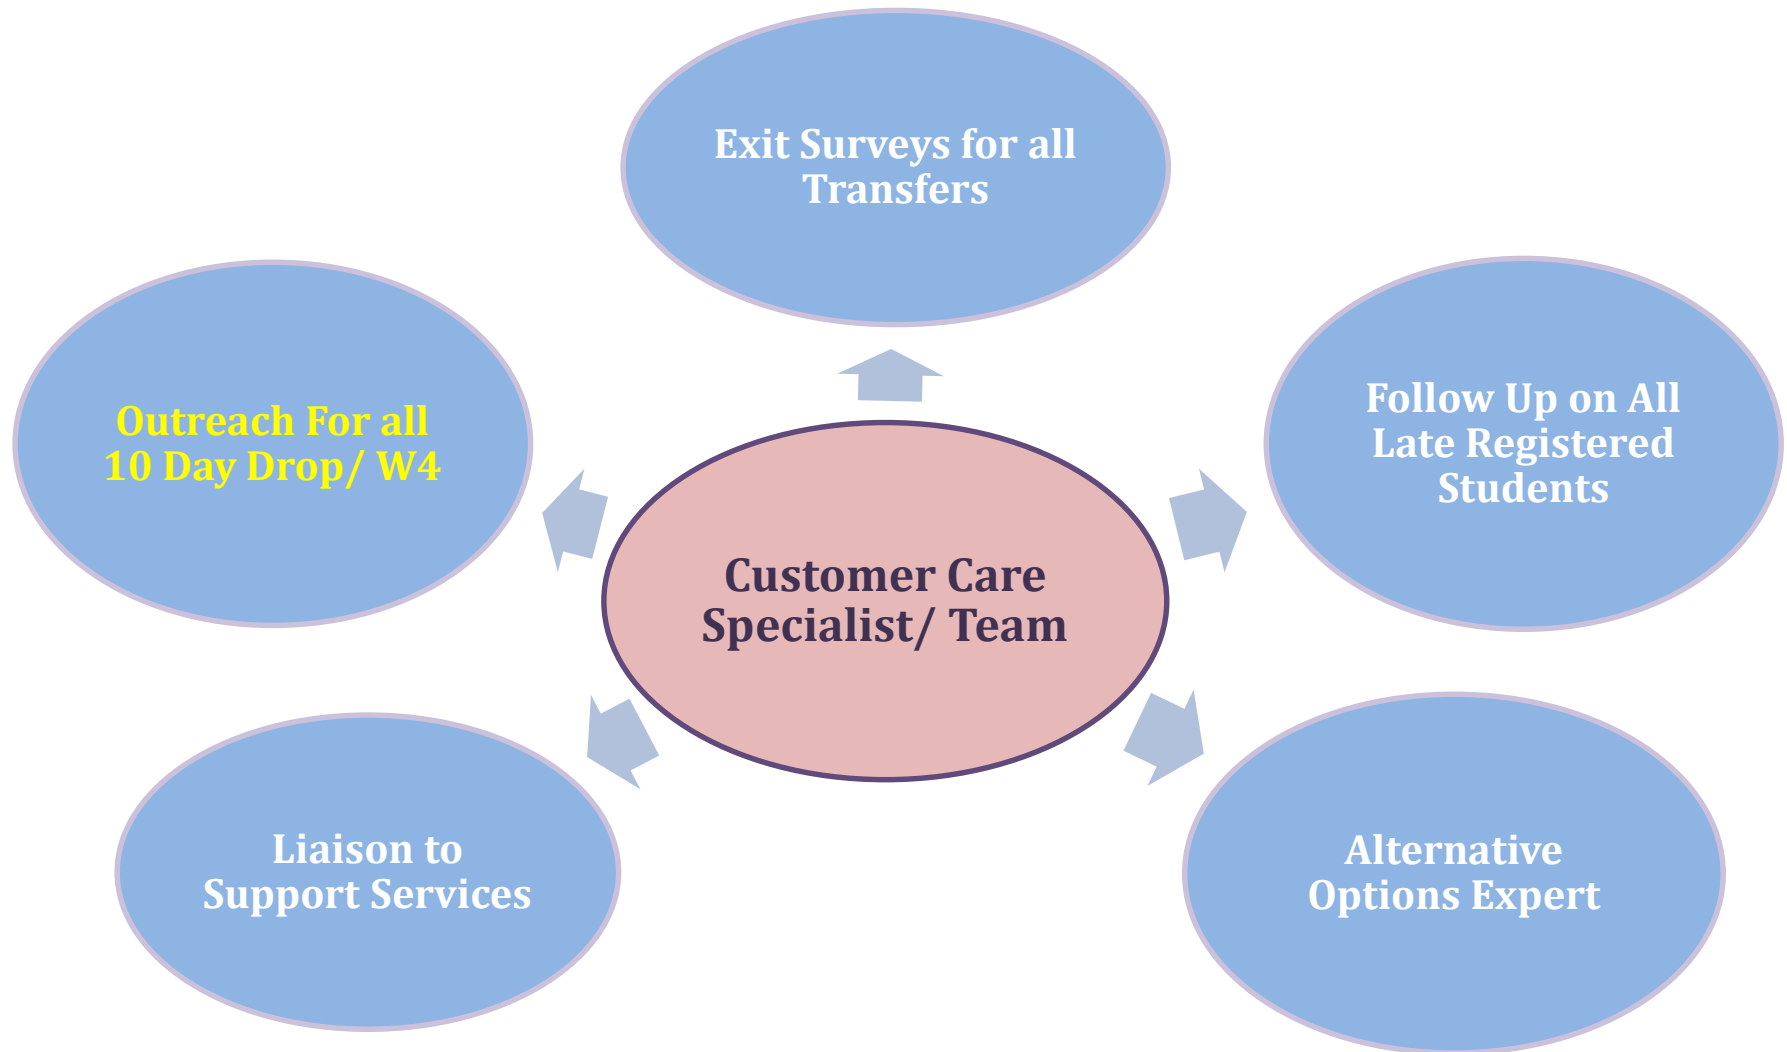 Exit Surveys for all
Transfers
Outreach For all
10 Day Drop/ W4
Follow Up on All
Late Registered
Students
Customer Care
Specialist/ Team
Liaison to
Support Services
Alternative
Options Expert